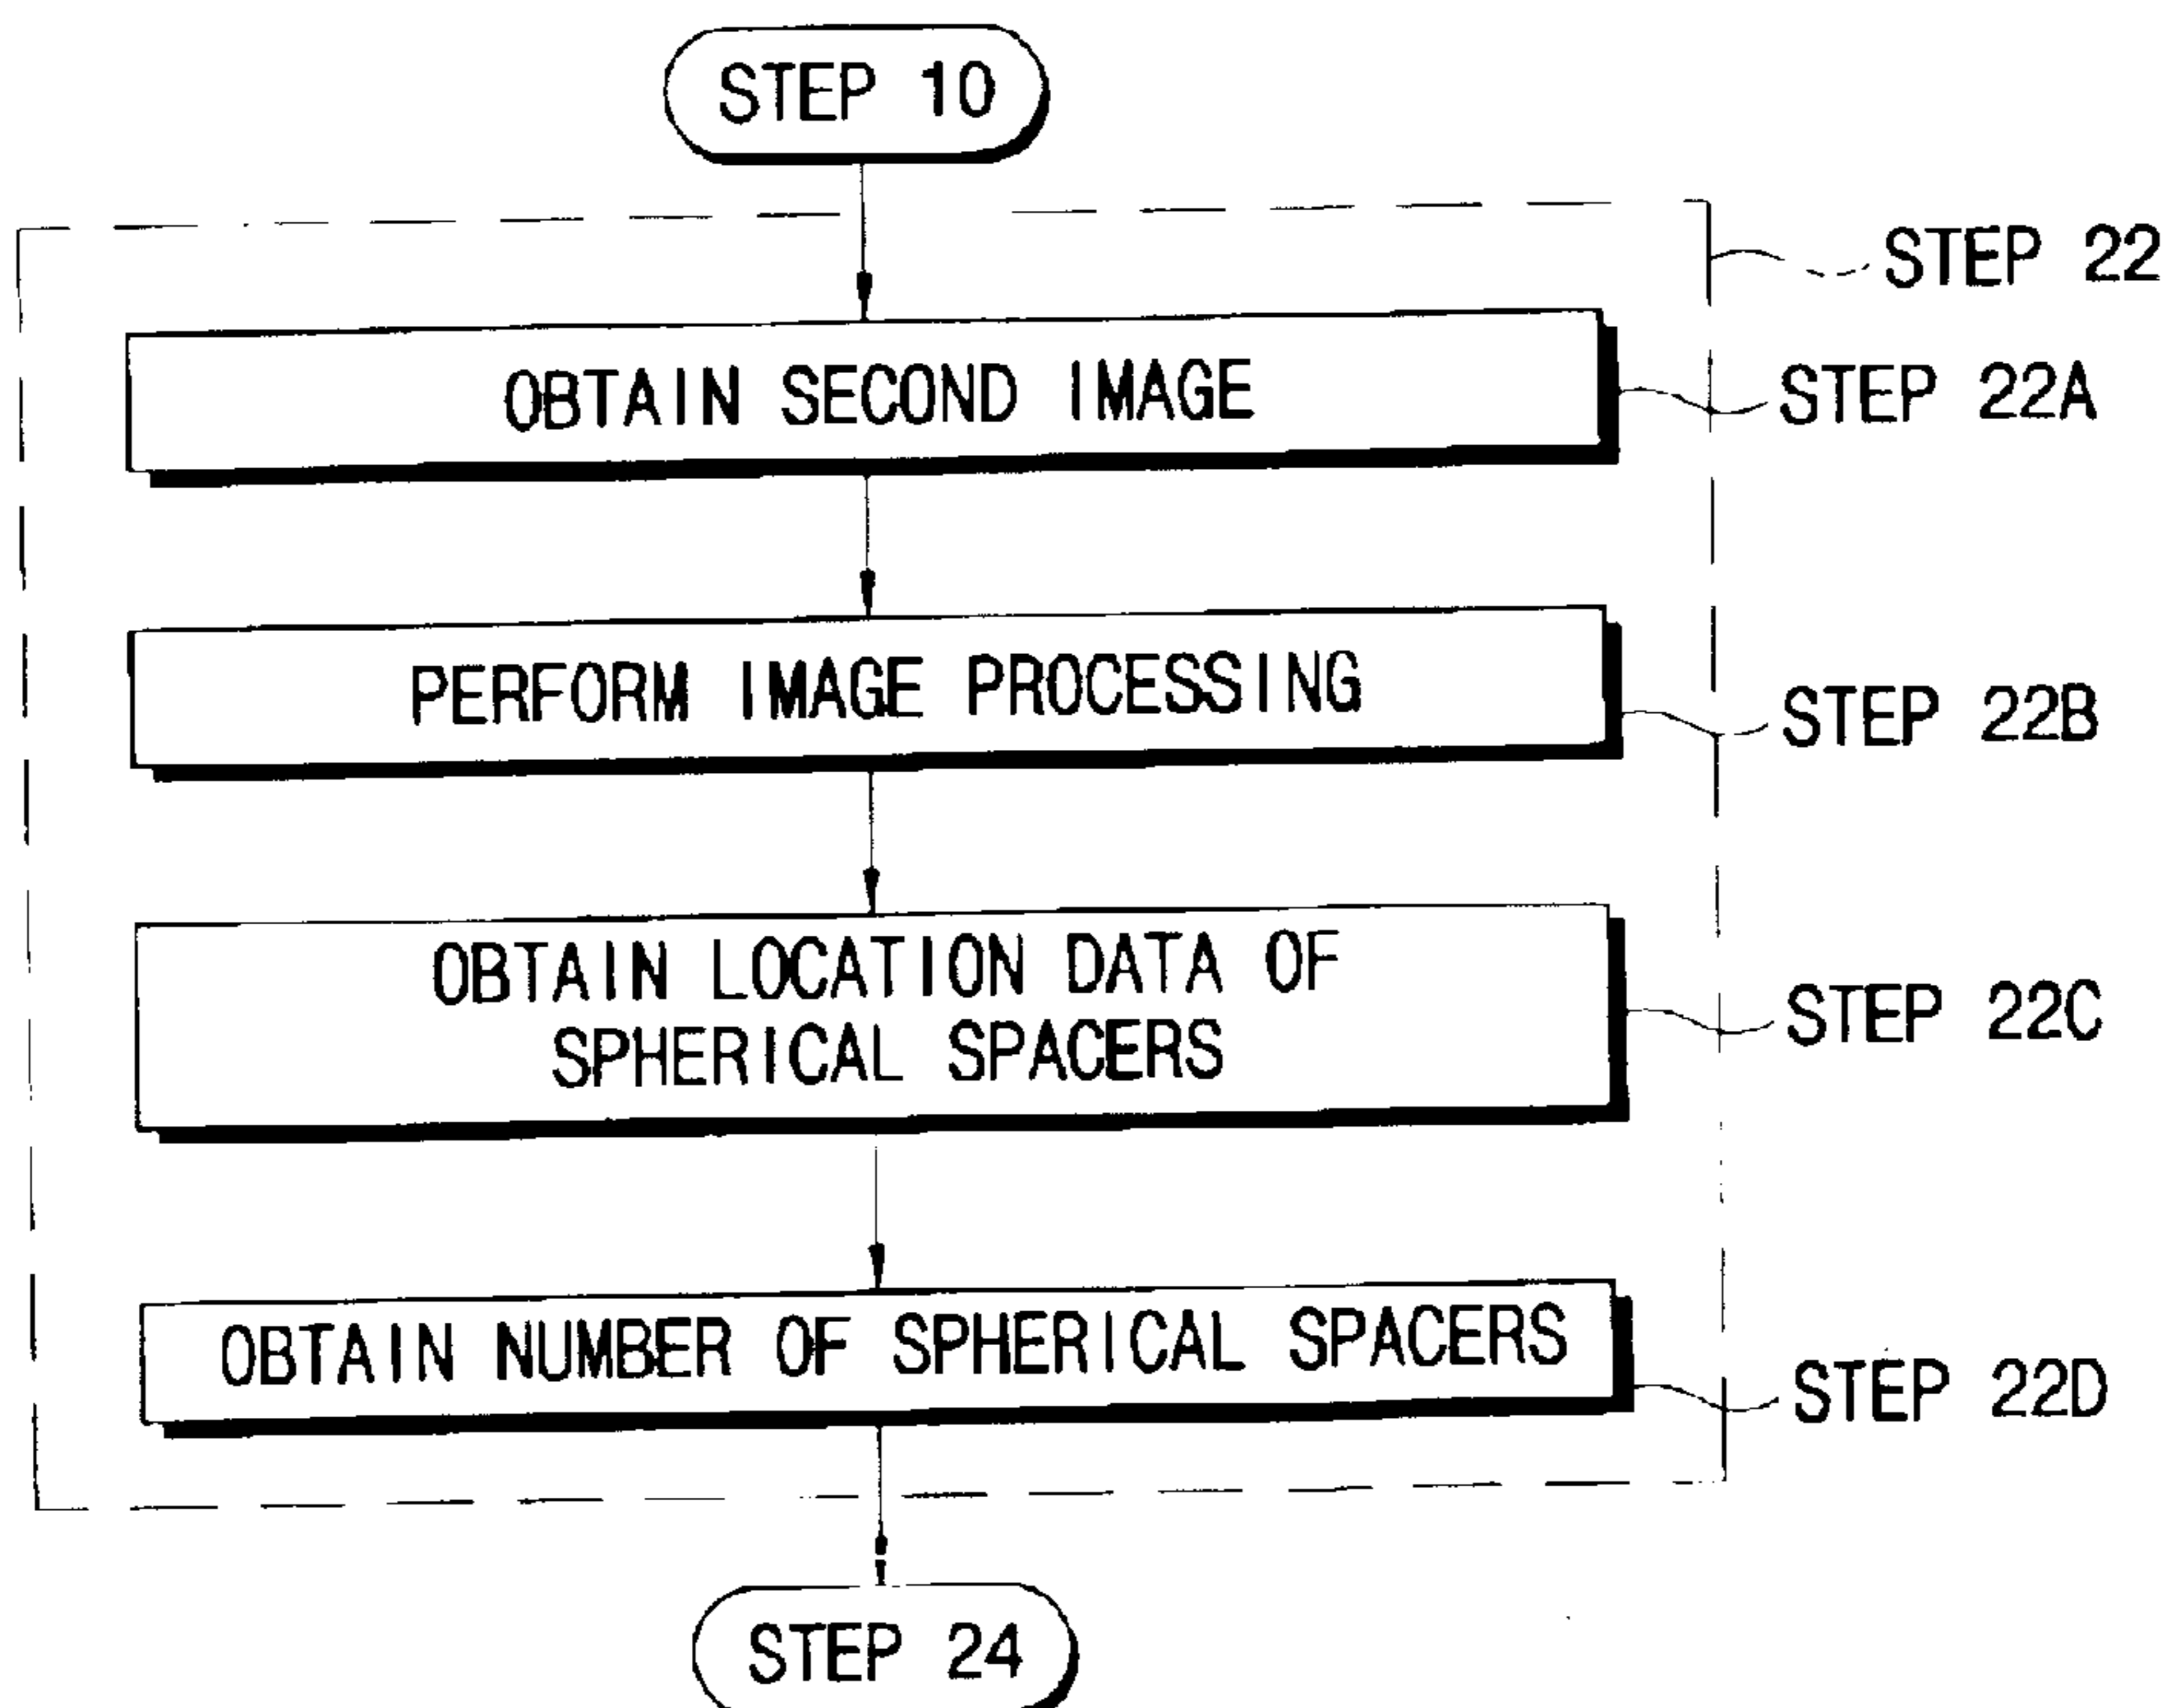 STEP 10
STEP 22
OBTAIN SECOND IMAGE
STEP 22A
PERFORM IMAGE PROCESSING
STEP 22B
OBTAIN LOCATION DATA OF
SPHERICAL SPACERS
STEP 22C
OBTAIN NUMBER OF SPHERICAL SPACERS
STEP 22D
STEP 24